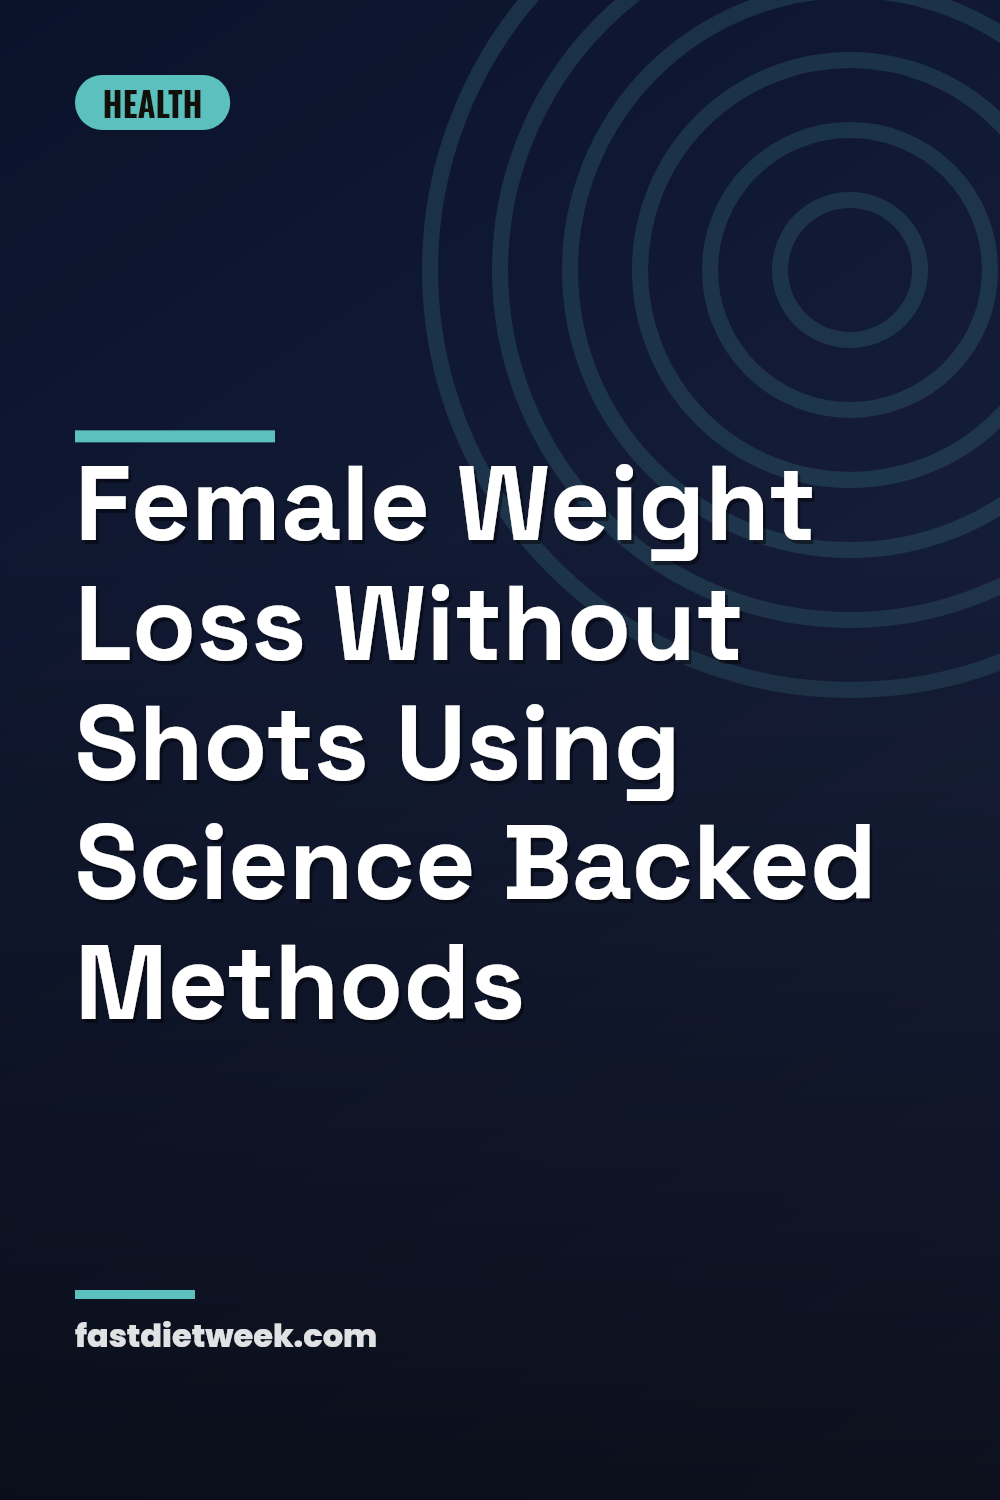 HEALTH
Female Weight
Loss Without
Shots Using
Science Backed
Methods
fastdietweek.com